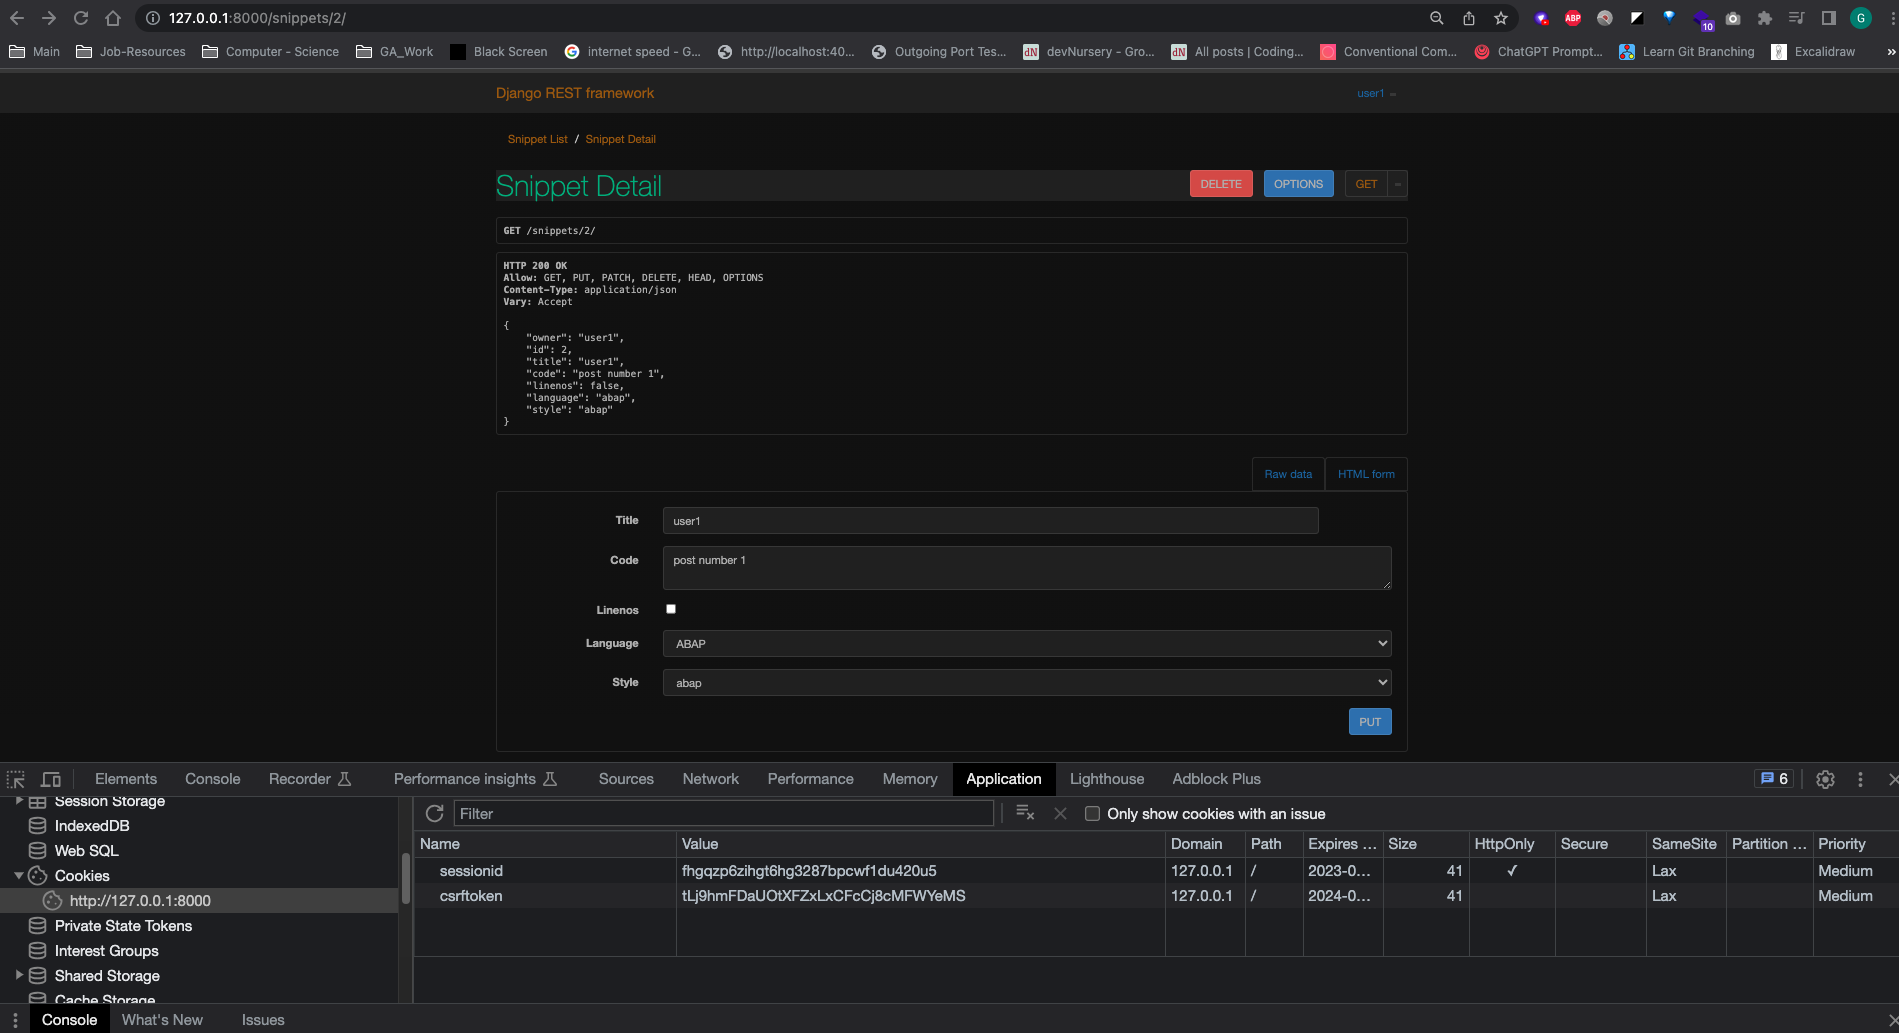 127.0.0.1:8000/snippets/2/
ABP
10
G
Main Job-Resources Computer - Science GA_Work Black Screen internet speed - G... http://localhost:40... Outgoing Port Tes... dN devNursery - Gro... dN All posts | Coding... Conventional Com... ChatGPT Prompt... Learn Git Branching Excalidraw »
Django REST framework user1
Snippet List / Snippet Detail
Snippet Detail DELETE OPTIONS GET
GET /snippets/2/
HTTP 200 OK
Allow: GET, PUT, PATCH, DELETE, HEAD, OPTIONS
Content-Type: application/json
Vary: Accept
{
"owner": "user1",
"id": 2,
"title": "user1",
"code": "post number 1",
"linenos": false,
"language": "abap",
"style": "abap"
}
Raw data HTML form
Title user1
Code post number 1
Linenos
Language ABAP
Style abap
PUT
Elements Console Recorder Performance insights Sources Network Performance Memory Application Lighthouse Adblock Plus 6
Session Storage
IndexedDB
Web SQL
Cookies
http://127.0.0.1:8000
Private State Tokens
Interest Groups
Shared Storage
Cache Storage
Filter Only show cookies with an issue
Name Value Domain Path Expires ... Size HttpOnly Secure SameSite Partition ... Priority
sessionid fhgqzp6zihgt6hg3287bpcwf1du420u5 127.0.0.1 / 2023-0... 41 ✓ Lax Medium
csrftoken tLj9hmFDaUOtXFZxLxCFcCj8cMFWYeMS 127.0.0.1 / 2024-0... 41 Lax Medium
Console What's New Issues